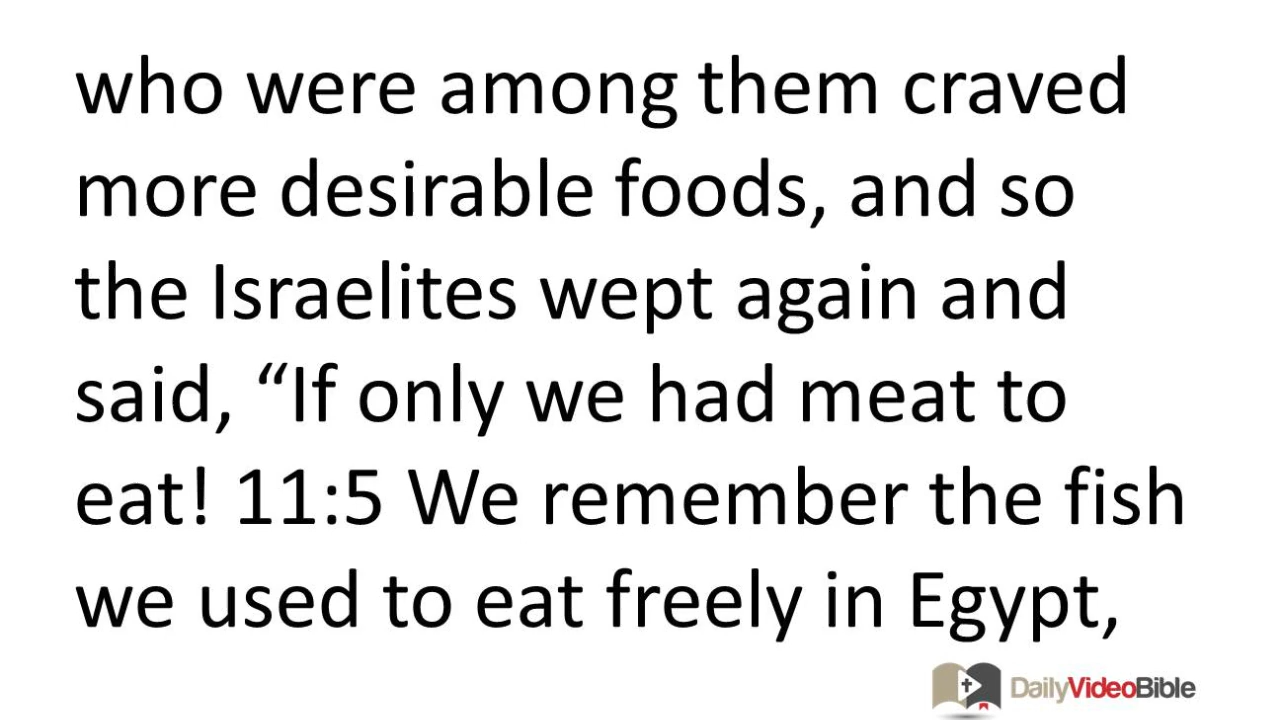 who were among them craved
more desirable foods, and so
the Israelites wept again and
said, “If only we had meat to
eat! 11:5 We remember the fish
we used to eat freely in Egypt,
DailyVideoBible